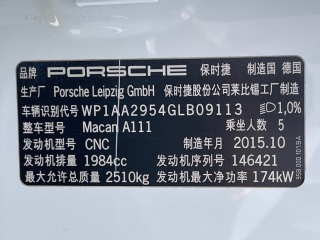 品牌 PORSCHE 保时捷 制造国 德国
生产厂 Porsche Leipzig GmbH 保时捷股份公司莱比锡工厂
车辆识别代号 WP1AA2954GLB09113 1,0%
整车型号 Macan A111 乘坐人数 5
发动机型号 CNC 制造年月 2015.10
发动机排量 1984cc 发动机序列号 146421
最大允许总质量 2510kg 发动机最大净功率 174kW